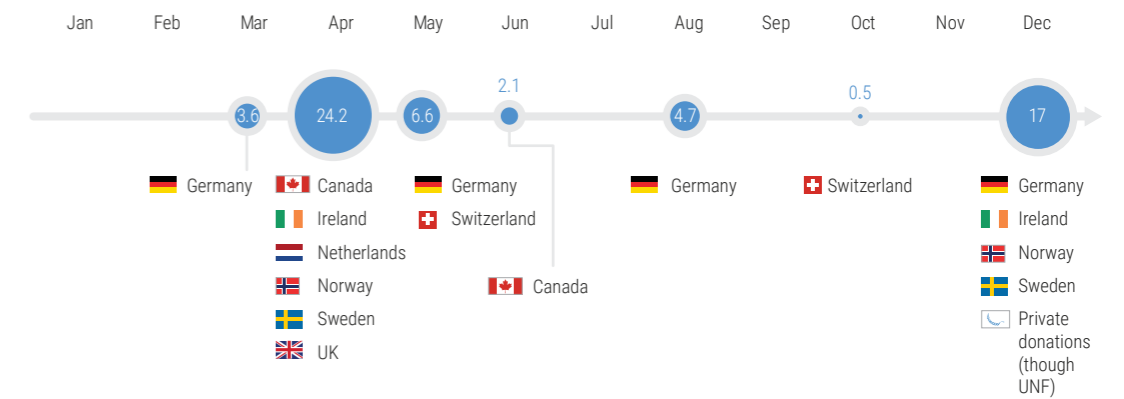 Jan Feb Mar Apr May Jun Jul Aug Sep Oct Nov Dec
2.1
0.5
3.6 24.2 6.6 4.7 17
Germany Canada Germany Germany Switzerland Germany
Ireland Switzerland Ireland
Netherlands Norway
Norway Canada Sweden
Sweden Private
UK donations
(though
UNF)